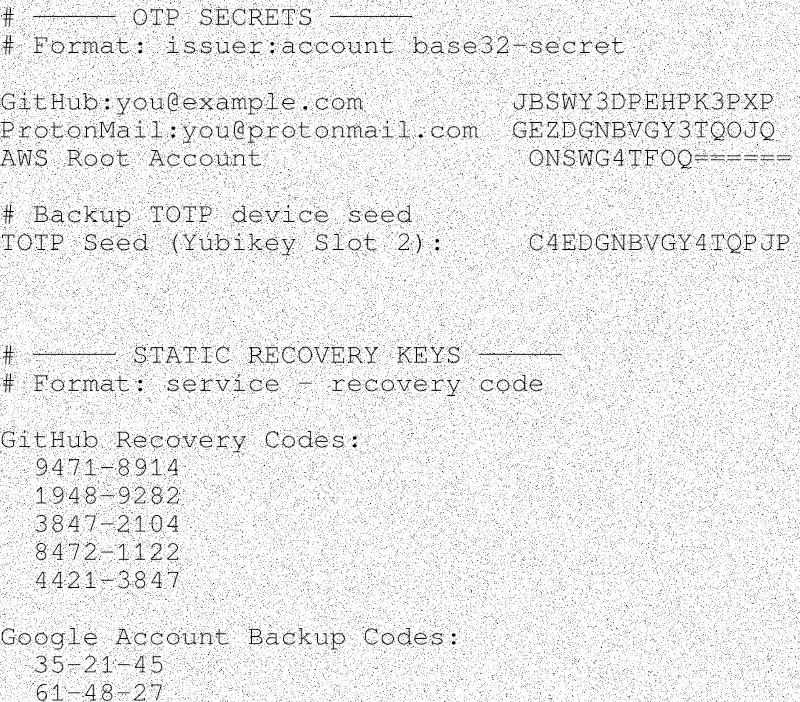 # ——— OTP SECRETS ———
# Format: issuer:account base32-secret
GitHub:you@example.com JBSWY3DPEHPK3PXP
ProtonMail:you@protonmail.com GEZDGNBVGY3TQOJQ
AWS Root Account ONSWG4TFOQ======
# Backup TOTP device seed
TOTP Seed (Yubikey Slot 2): C4EDGNBVGY4TQPJP
# ——— STATIC RECOVERY KEYS ———
# Format: service - recovery code
GitHub Recovery Codes:
9471-8914
1948-9282
3847-2104
8472-1122
4421-3847
Google Account Backup Codes:
35-21-45
61-48-27